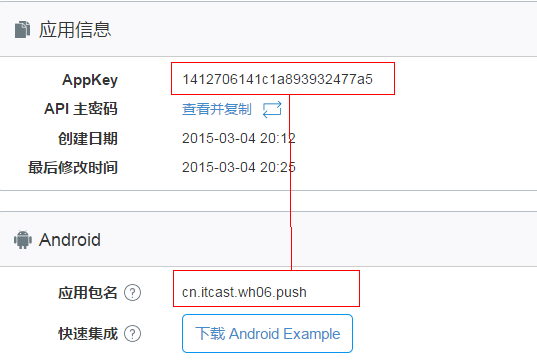 应用信息
AppKey 1412706141c1a893932477a5
API 主密码 查看并复制
创建日期 2015-03-04 20:12
最后修改时间 2015-03-04 20:25
Android
应用包名 ? cn.itcast.wh06.push
快速集成 ? 下载 Android Example